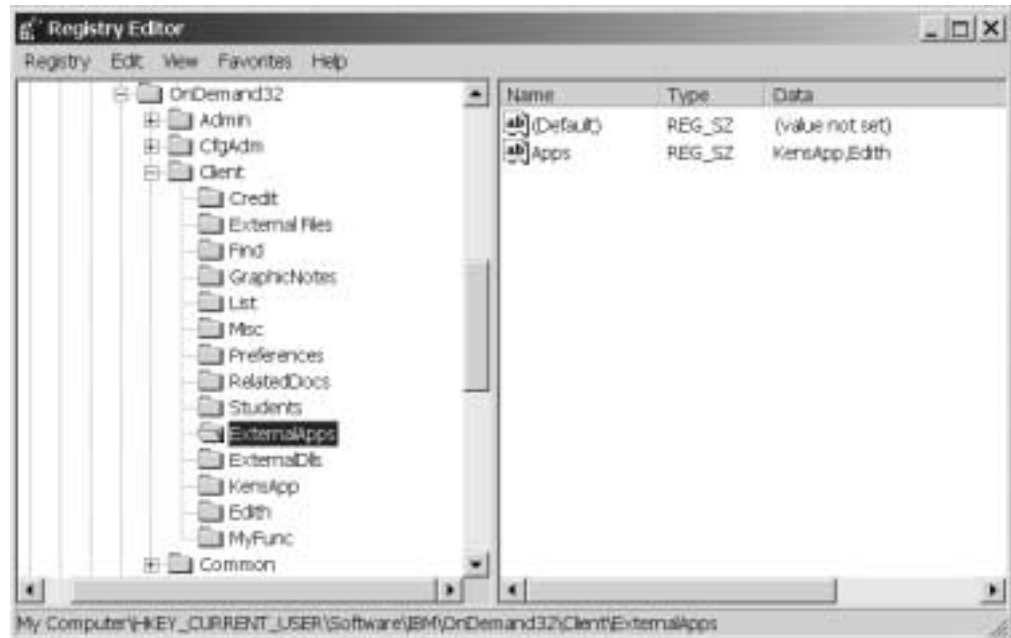 Registry Editor
Registry Edit View Favorites Help
OnDemand32
Admin
CfgAdm
Client
Credit
External Files
Find
GraphicNotes
List
Misc
Preferences
RelatedDocs
Students
ExternalApps
ExternalDlls
KensApp
Edith
MyFunc
Common
Name Type Data
(Default) REG_SZ (value not set)
Apps REG_SZ KensApp,Edith
My Computer\HKEY_CURRENT_USER\Software\IBM\OnDemand32\Client\ExternalApps